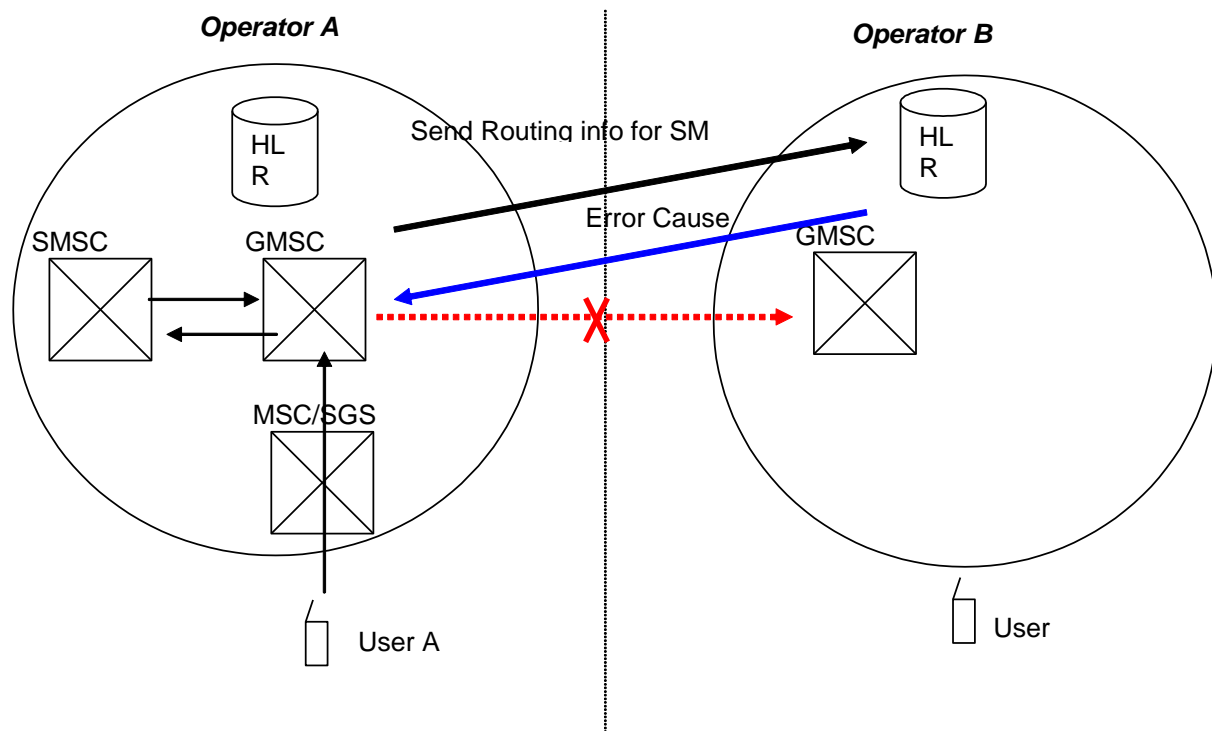 Operator A
Operator B
Send Routing info for SM
HL
R
HL
R
Error Cause
SMSC
GMSC
GMSC
MSC/SGS
User A
User